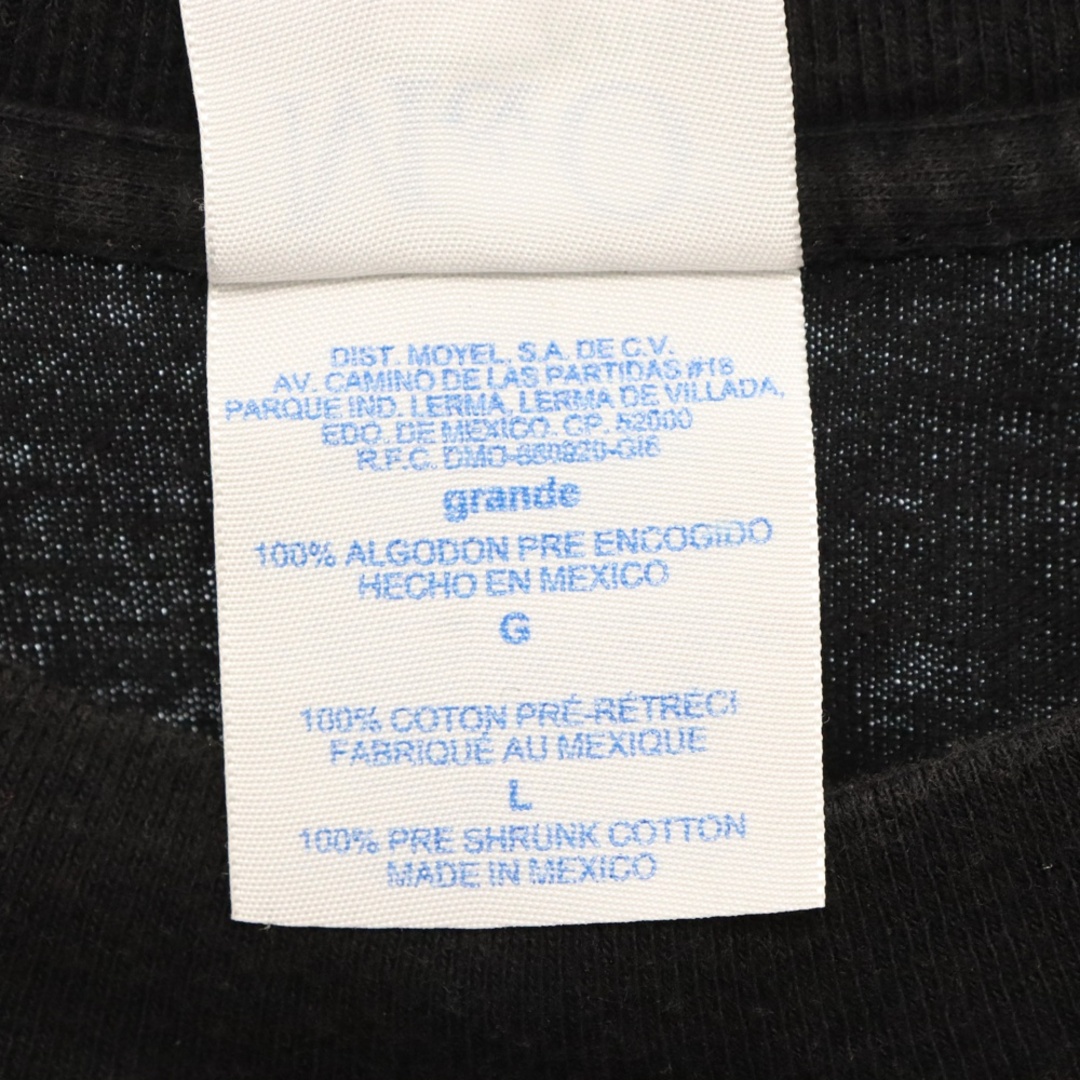 DIST. MOYEL, S.A. DE C.V.
AV. CAMINO DE LAS PARTIDAS #18
PARQUE IND. LERMA, LERMA DE VILLADA,
EDO. DE MEXICO. CP. 52000
R.F.C.
grande
100% ALGODON PRE ENCOGIDO
HECHO EN MEXICO
G
100% COTON PRÉ-RÉTRÉCI
FABRIQUÉ AU MEXIQUE
L
100% PRE SHRUNK COTTON
MADE IN MEXICO